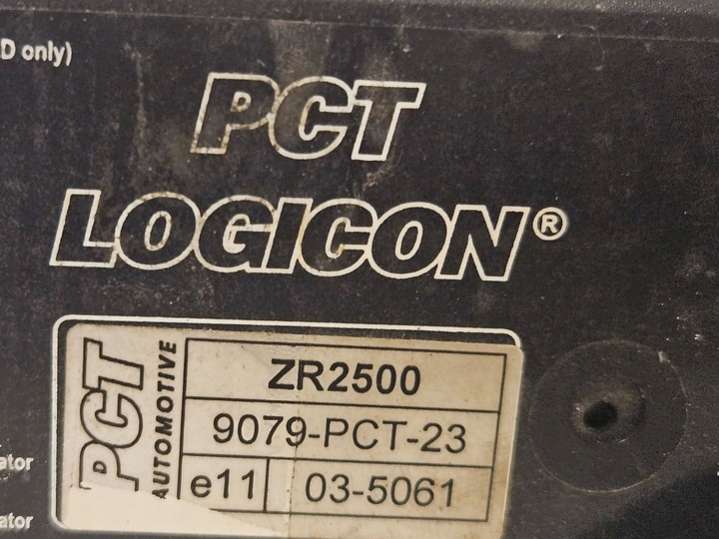 D only)
PCT
LOGICON®
PCT AUTOMOTIVE
ZR2500
9079-PCT-23
e11 03-5061
ator
ator